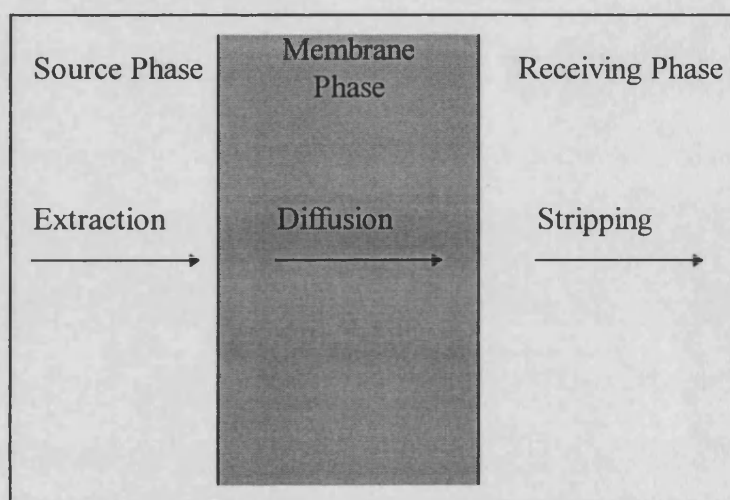 Source Phase
Membrane
Phase
Receiving Phase
Extraction
Diffusion
Stripping